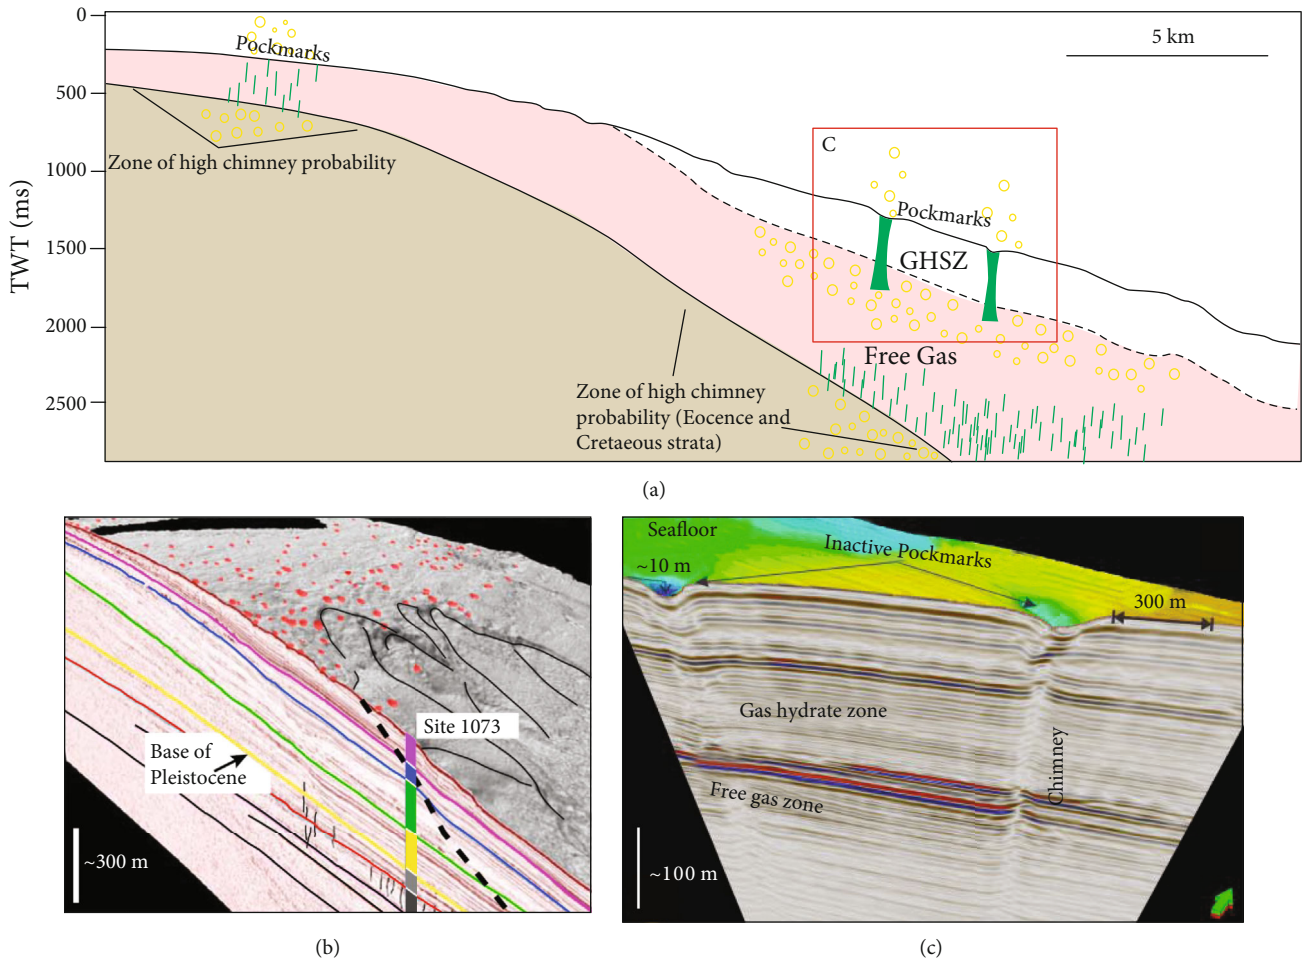 0
500
1000
1500
2000
2500
TWT (ms)
Pockmarks
5 km
Zone of high chimney probability
C
Pockmarks
GHSZ
Free Gas
Zone of high chimney
probability (Eocence and
Cretaeous strata)
(a)
Site 1073
Base of
Pleistocene
~300 m
(b)
Seafloor
Inactive Pockmarks
~10 m
300 m
Gas hydrate zone
Chimney
Free gas zone
~100 m
(c)